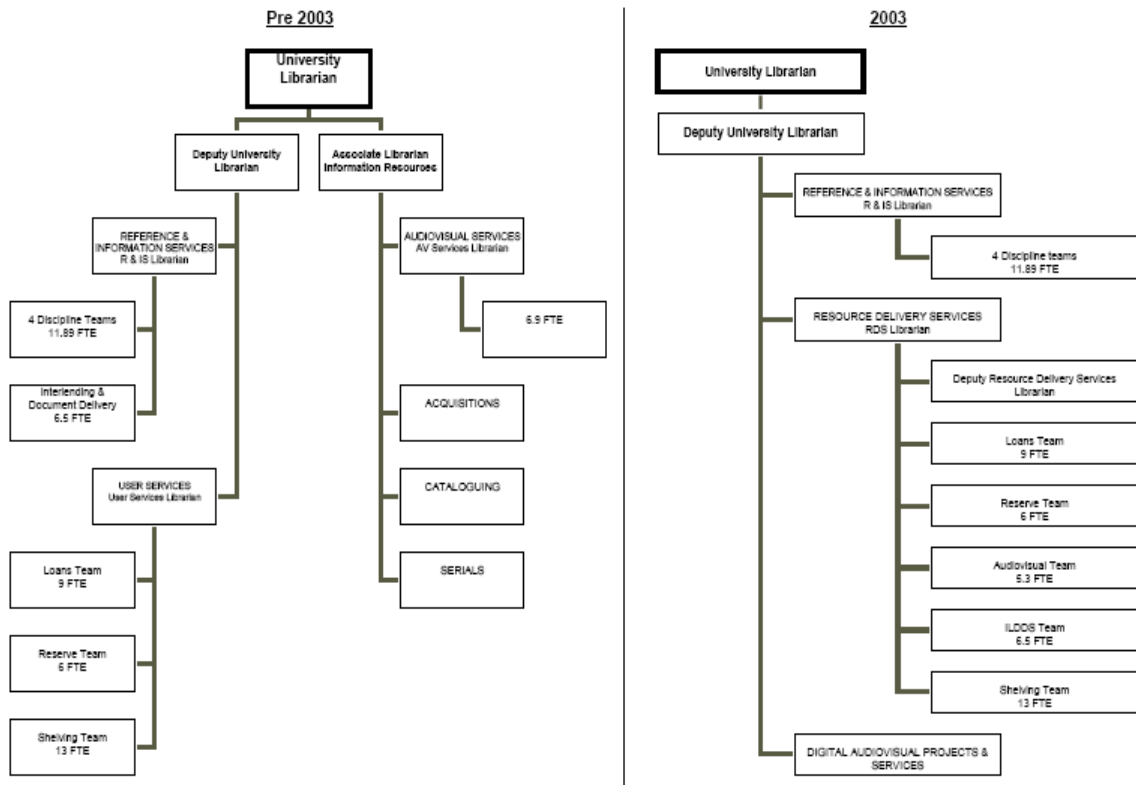 Pre 2003
University
Librarian
Deputy University
Librarian
Associate Librarian
Information Resources
REFERENCE &
INFORMATION SERVICES
R & IS Librarian
4 Discipline Teams
11.89 FTE
Interlending &
Document Delivery
6.5 FTE
USER SERVICES
User Services Librarian
Loans Team
9 FTE
Reserve Team
6 FTE
Shelving Team
13 FTE
AUDIOVISUAL SERVICES
AV Services Librarian
6.9 FTE
ACQUISITIONS
CATALOGUING
SERIALS
2003
University Librarian
Deputy University Librarian
REFERENCE & INFORMATION SERVICES
R & IS Librarian
4 Discipline teams
11.89 FTE
RESOURCE DELIVERY SERVICES
RDS Librarian
Deputy Resource Delivery Services
Librarian
Loans Team
9 FTE
Reserve Team
6 FTE
Audiovisual Team
FTE
ILDDS Team
6.5 FTE
Shelving Team
13 FTE
DIGITAL AUDIOVISUAL PROJECTS &
SERVICES